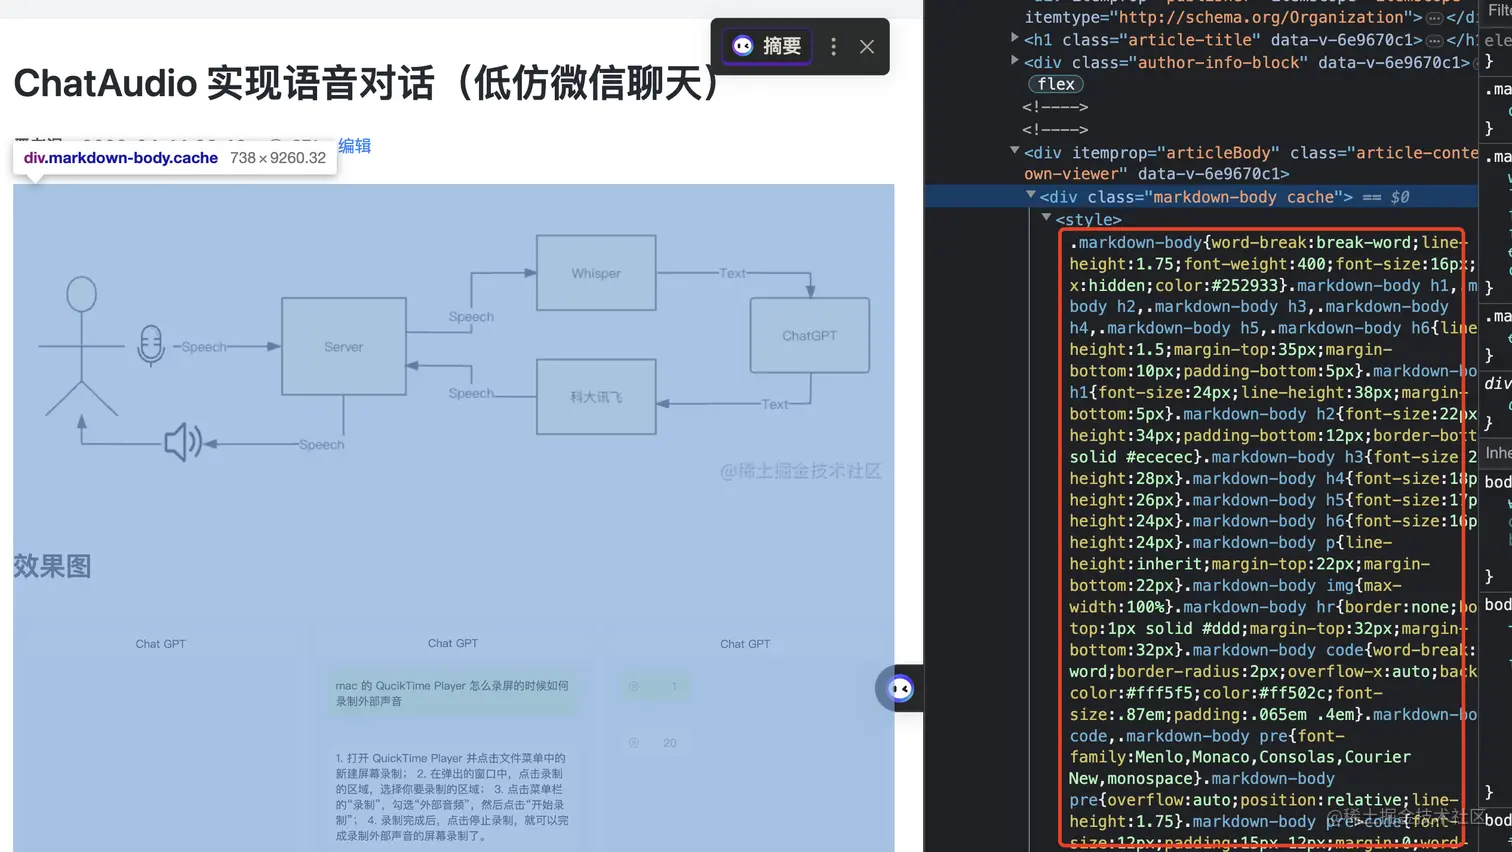 摘要
ChatAudio 实现语音对话（低仿微信聊天）
编辑
div.markdown-body.cache 738×9260.32
Whisper
Text
Speech
ChatGPT
Speech
Server
Speech
科大讯飞
Text
Speech
@稀土掘金技术社区
效果图
Chat GPT
Chat GPT
Chat GPT
mac 的 QucikTime Player 怎么录屏的时候如何
录制外部声音
1
20
1. 打开 QuickTime Player 并点击文件菜单中的
新建屏幕录制； 2. 在弹出的窗口中，点击录制
的区域，选择你要录制的区域； 3. 点击菜单栏
的“录制”，勾选“外部音频”，然后点击“开始录
制”； 4. 录制完成后，点击停止录制，就可以完
成录制外部声音的屏幕录制了。
itemtype="http://schema.org/Organization">…</di
<h1 class="article-title" data-v-6e9670c1>…</h1
<div class="author-info-block" data-v-6e9670c1>
flex
<!---->
<!---->
<div itemprop="articleBody" class="article-conte
own-viewer" data-v-6e9670c1>
<div class="markdown-body cache"> == $0
<style>
.markdown-body{word-break:break-word;line-
height:1.75;font-weight:400;font-size:16px;
x:hidden;color:#252933}.markdown-body h1,.m
body h2,.markdown-body h3,.markdown-body
h4,.markdown-body h5,.markdown-body h6{line
height:1.5;margin-top:35px;margin-
bottom:10px;padding-bottom:5px}.markdown-bo
h1{font-size:24px;line-height:38px;margin-
bottom:5px}.markdown-body h2{font-size:22px
height:34px;padding-bottom:12px;border-bott
solid #ececec}.markdown-body h3{font-size:2
height:28px}.markdown-body h4{font-size:18p
height:26px}.markdown-body h5{font-size:17p
height:24px}.markdown-body h6{font-size:16p
height:24px}.markdown-body p{line-
height:inherit;margin-top:22px;margin-
bottom:22px}.markdown-body img{max-
width:100%}.markdown-body hr{border:none;bo
top:1px solid #ddd;margin-top:32px;margin-
bottom:32px}.markdown-body code{word-break:
word;border-radius:2px;overflow-x:auto;back
color:#fff5f5;color:#ff502c;font-
size:.87em;padding:.065em .4em}.markdown-bo
code,.markdown-body pre{font-
family:Menlo,Monaco,Consolas,Courier
New,monospace}.markdown-body
pre{overflow:auto;position:relative;line-
height:1.75}.markdown-body pre>code{font-
size:12px;padding:15px 12px;margin:0;word-
@稀土掘金技术社区
Filte
ele
}
.ma
}
.ma
}
.ma
}
div
}
Inhe
bod
}
bod
}
bod